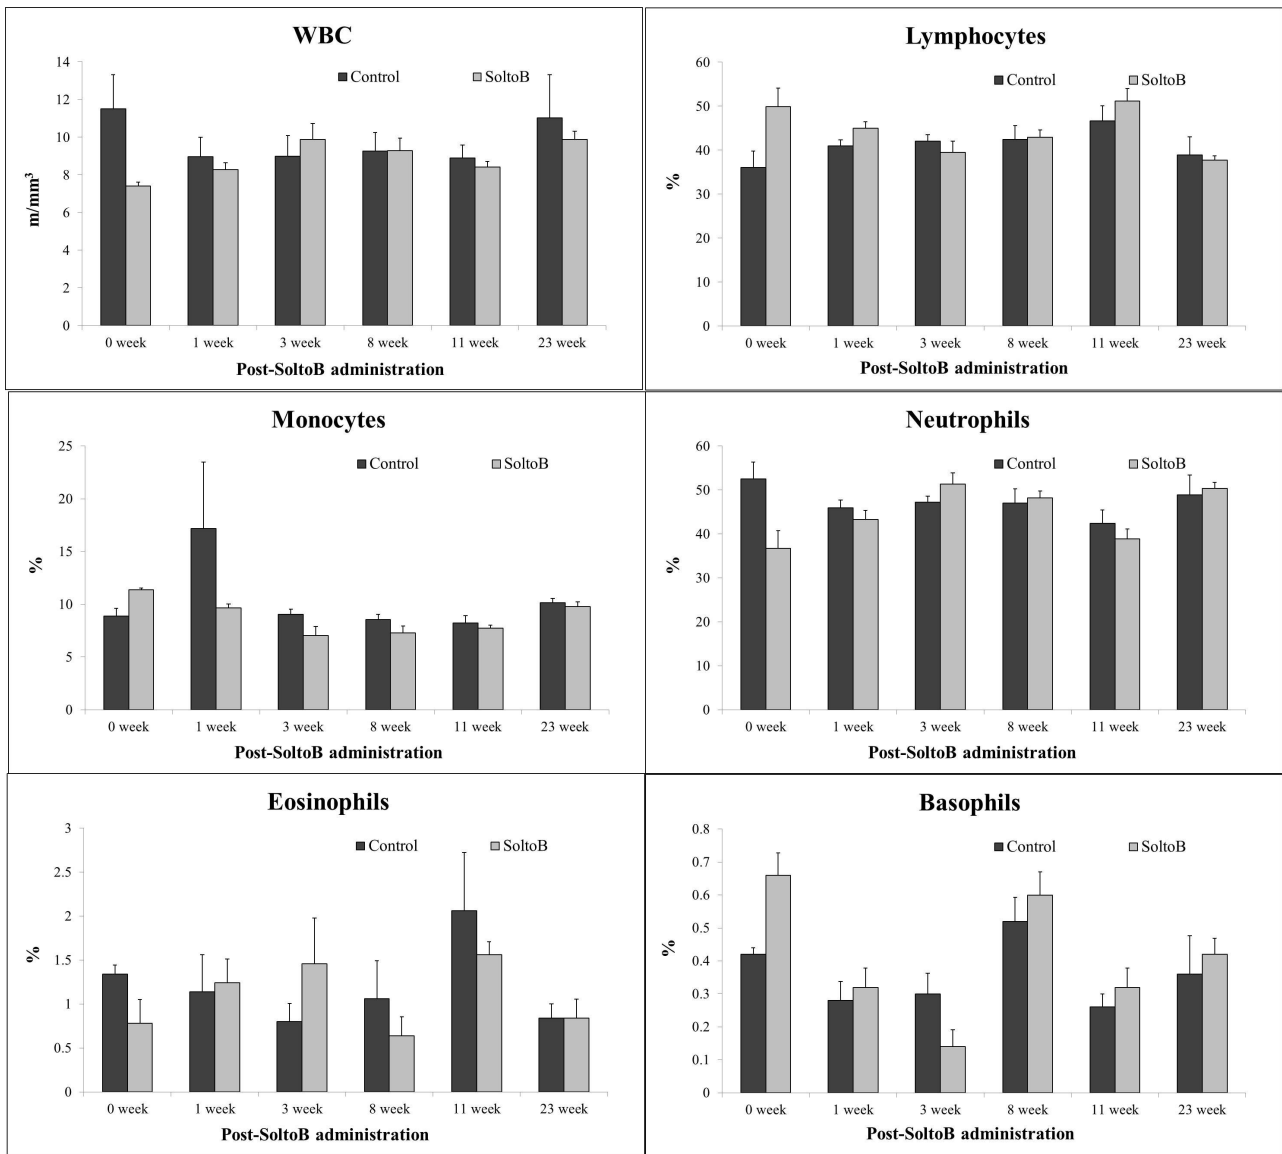 WBC
Control SoltoB
14
12
10
8
6
4
2
0
m/mm³
0 week 1 week 3 week 8 week 11 week 23 week
Post-SoltoB administration
Lymphocytes
Control SoltoB
60
50
40
30
20
10
0
%
0 week 1 week 3 week 8 week 11 week 23 week
Post-SoltoB administration
Monocytes
Control SoltoB
25
20
15
10
5
0
%
0 week 1 week 3 week 8 week 11 week 23 week
Post-SoltoB administration
Neutrophils
Control SoltoB
60
50
40
30
20
10
0
%
0 week 1 week 3 week 8 week 11 week 23 week
Post-SoltoB administration
Eosinophils
Control SoltoB
3
2.5
2
1.5
1
0.5
0
%
0 week 1 week 3 week 8 week 11 week 23 week
Post-SoltoB administration
Basophils
Control SoltoB
0.8
0.7
0.6
0.5
0.4
0.3
0.2
0.1
0
%
0 week 1 week 3 week 8 week 11 week 23 week
Post-SoltoB administration